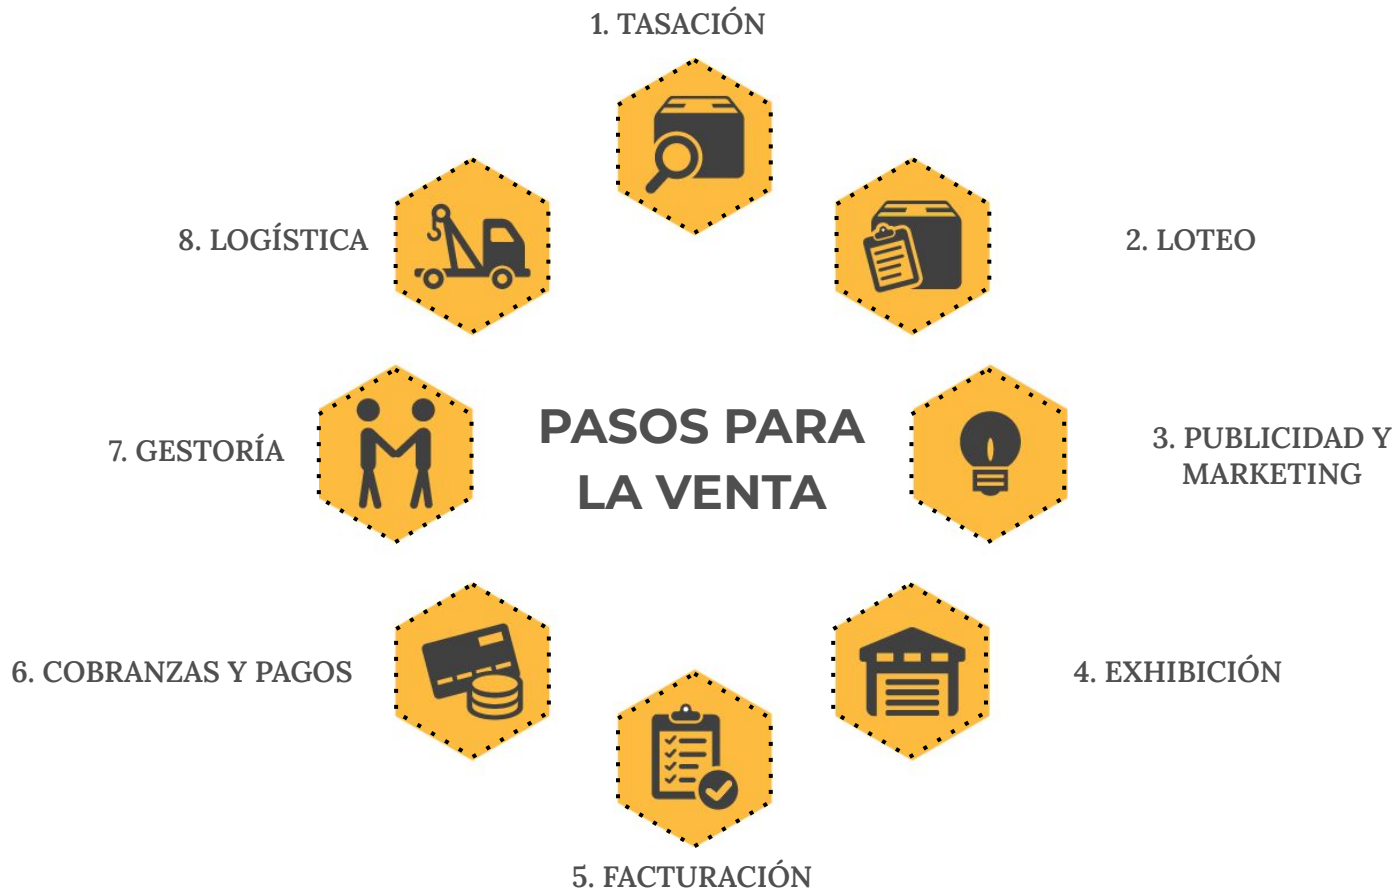 1. TASACIÓN
2. LOTEO
3. PUBLICIDAD Y
MARKETING
4. EXHIBICIÓN
5. FACTURACIÓN
6. COBRANZAS Y PAGOS
7. GESTORÍA
8. LOGÍSTICA
PASOS PARA
LA VENTA